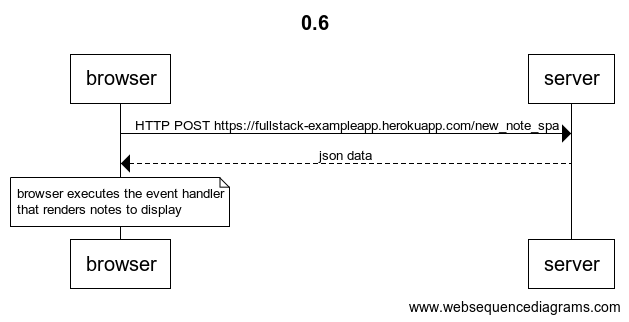 0.6
browser
server
HTTP POST https://fullstack-exampleapp.herokuapp.com/new_note_spa
json data
browser executes the event handler
that renders notes to display
browser
server
www.websequencediagrams.com